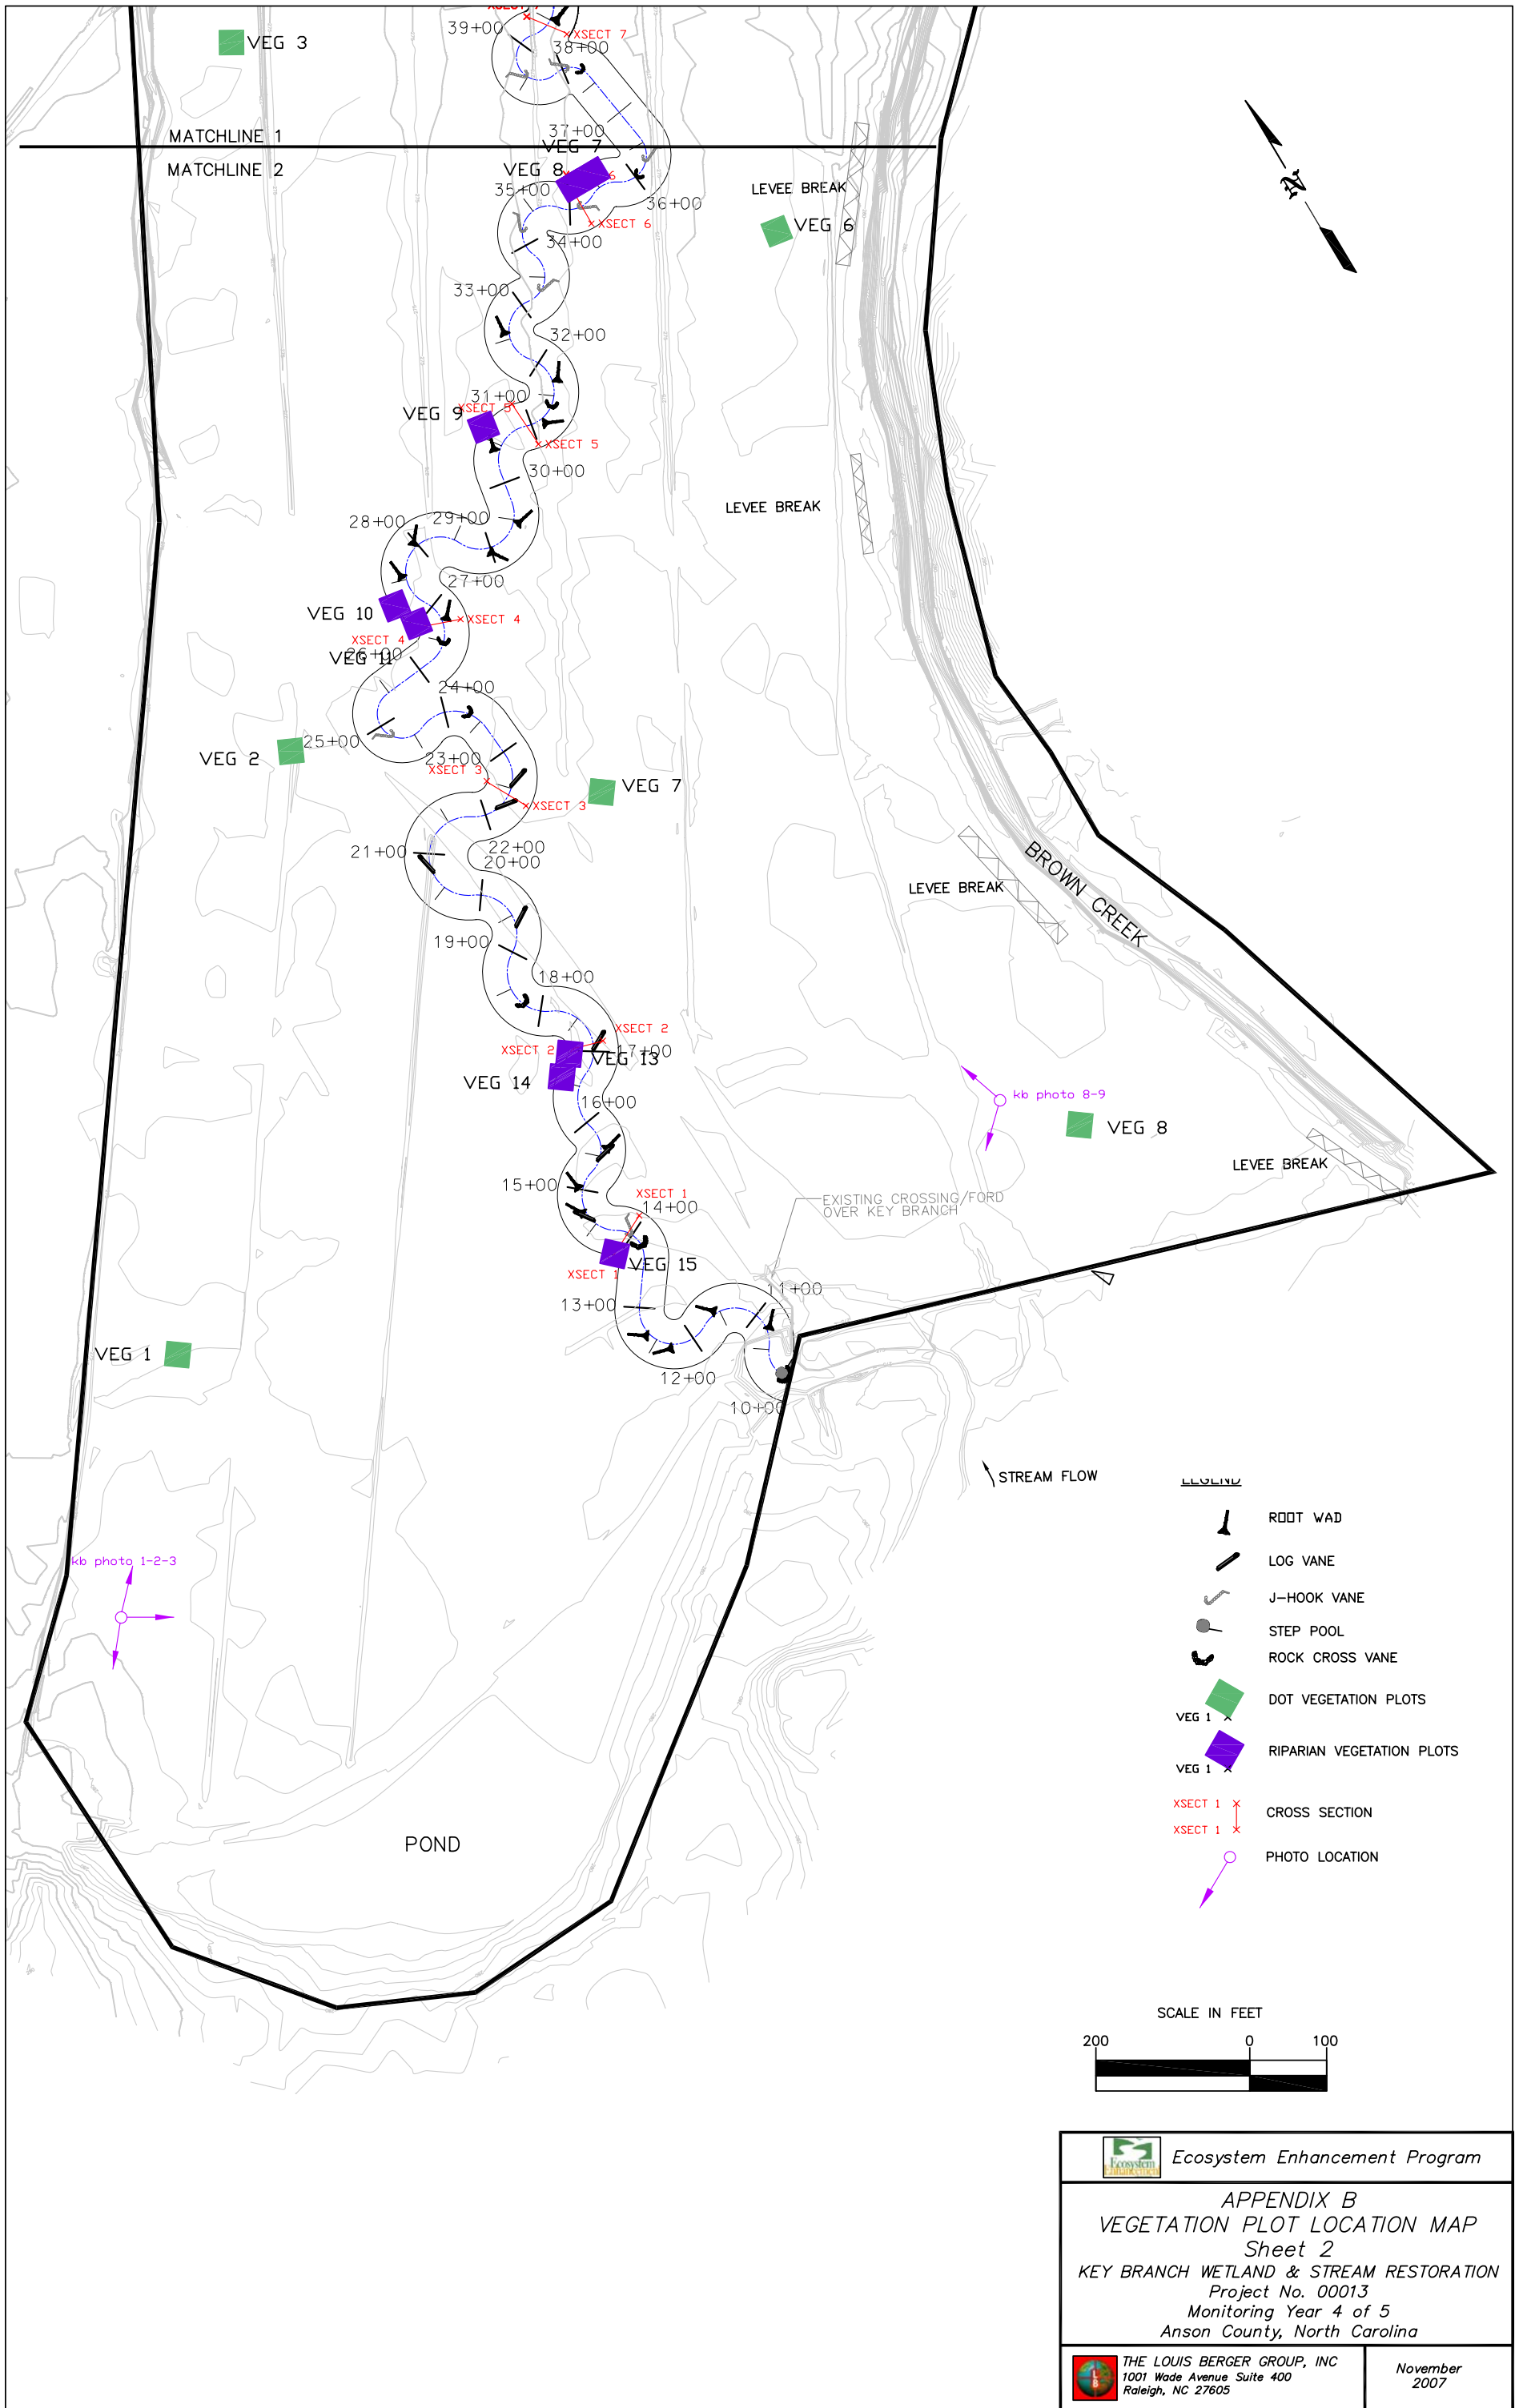 39+00
XSECT 7
38+00
VEG 3
37+00
MATCHLINE 1
MATCHLINE 2
VEG 7
VEG 8
6
35+00
36+00
LEVEE BREAK
XSECT 6
VEG 6
34+00
33+00
32+00
31+00
VEG 9
XSECT 5
XSECT 5
30+00
LEVEE BREAK
28+00
29+00
27+00
VEG 10
XSECT 4
XSECT 4
26+00
VEG 11
24+00
25+00
VEG 2
23+00
XSECT 3
XSECT 3
VEG 7
22+00
21+00
20+00
BROWN CREEK
LEVEE BREAK
19+00
18+00
XSECT 2
XSECT 2
17+00
VEG 13
VEG 14
16+00
kb photo 8-9
VEG 8
LEVEE BREAK
15+00
XSECT 1
14+00
EXISTING CROSSING/FORD
OVER KEY BRANCH
VEG 15
XSECT 1
11+00
13+00
VEG 1
12+00
10+00
STREAM FLOW
LEGEND
ROOT WAD
LOG VANE
J-HOOK VANE
STEP POOL
ROCK CROSS VANE
DOT VEGETATION PLOTS
VEG 1
RIPARIAN VEGETATION PLOTS
VEG 1
XSECT 1
CROSS SECTION
XSECT 1
PHOTO LOCATION
kb photo 1-2-3
POND
SCALE IN FEET
200 0 100
Ecosystem Enhancement
Ecosystem Enhancement Program
APPENDIX B
VEGETATION PLOT LOCATION MAP
Sheet 2
KEY BRANCH WETLAND & STREAM RESTORATION
Project No. 00013
Monitoring Year 4 of 5
Anson County, North Carolina
THE LOUIS BERGER GROUP, INC
1001 Wade Avenue Suite 400
Raleigh, NC 27605
November
2007